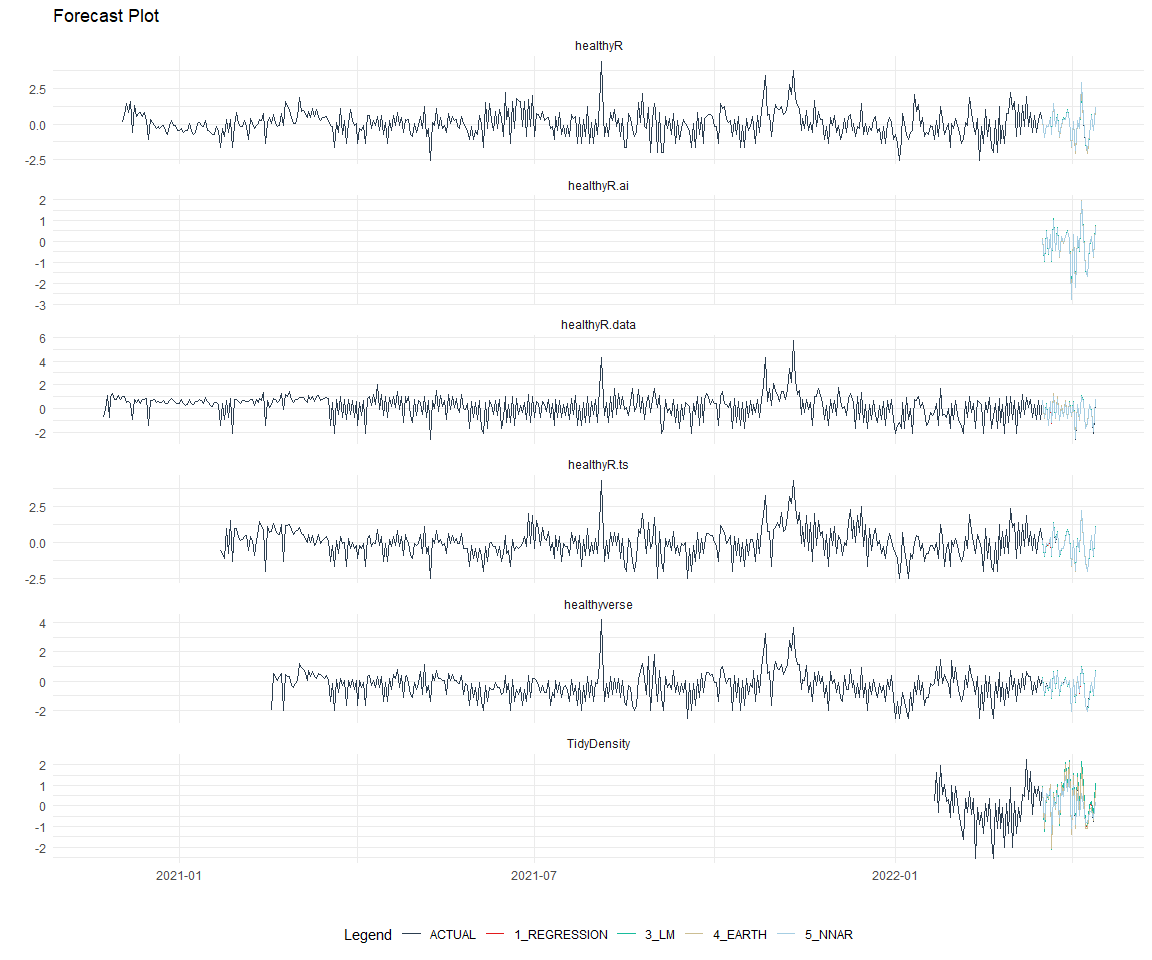 Forecast Plot
healthyR
2.5
0.0
-2.5
healthyR.ai
2
1
0
-1
-2
-3
healthyR.data
6
4
2
0
-2
healthyR.ts
2.5
0.0
-2.5
healthyverse
4
2
0
-2
TidyDensity
2
1
0
-1
-2
2021-01 2021-07 2022-01
Legend ACTUAL 1_REGRESSION 3_LM 4_EARTH 5_NNAR